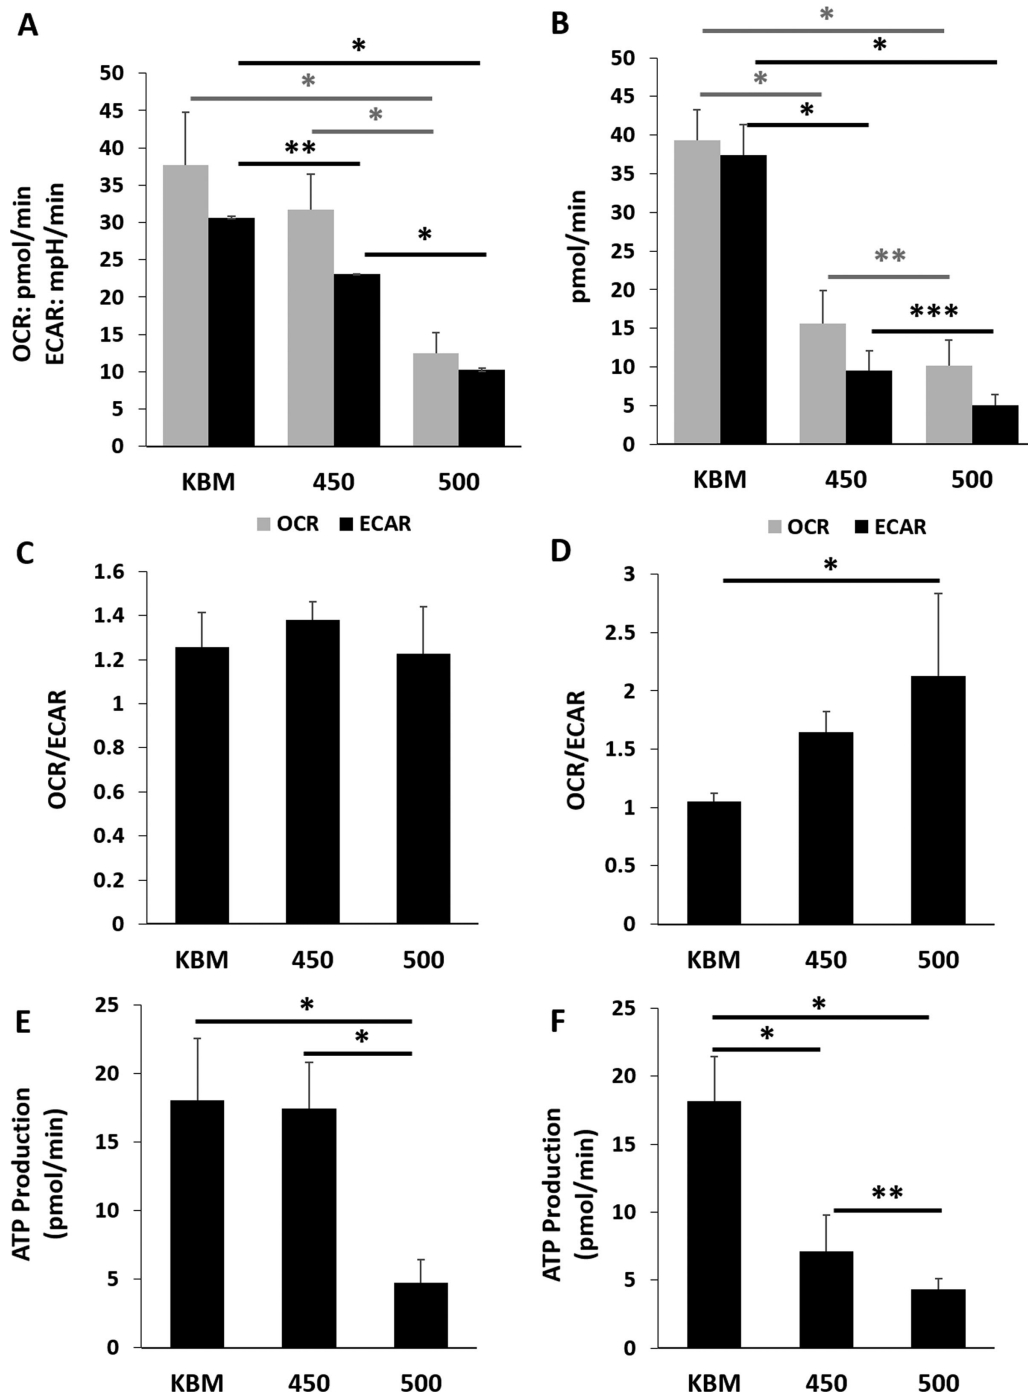 A
*
*
*
**
*
50
45
40
35
30
25
20
15
10
5
0
OCR: pmol/min
ECAR: mpH/min
KBM 450 500
OCR ECAR
B
*
*
*
*
**
***
50
45
40
35
30
25
20
15
10
5
0
pmol/min
KBM 450 500
OCR ECAR
C
1.6
1.4
1.2
1
0.8
0.6
0.4
0.2
0
OCR/ECAR
KBM 450 500
D
*
3
2.5
2
1.5
1
0.5
0
OCR/ECAR
KBM 450 500
E
*
*
25
20
15
10
5
0
ATP Production
(pmol/min)
KBM 450 500
F
*
*
**
25
20
15
10
5
0
ATP Production
(pmol/min)
KBM 450 500